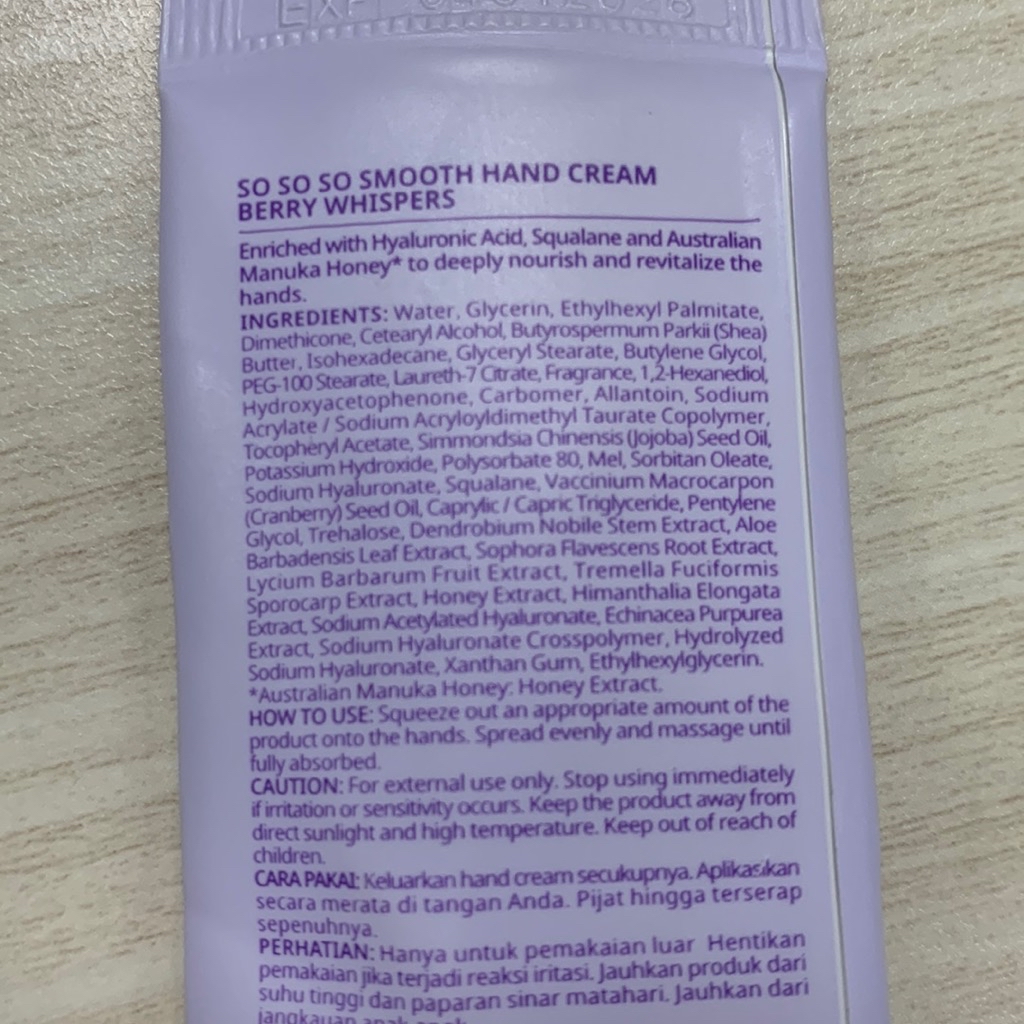 EXP
SO SO SO SMOOTH HAND CREAM
BERRY WHISPERS
Enriched with Hyaluronic Acid, Squalane and Australian
Manuka Honey* to deeply nourish and revitalize the
hands.
INGREDIENTS: Water, Glycerin, Ethylhexyl Palmitate,
Dimethicone, Cetearyl Alcohol, Butyrospermum Parkii (Shea)
Butter, Isohexadecane, Glyceryl Stearate, Butylene Glycol,
PEG-100 Stearate, Laureth-7 Citrate, Fragrance, 1,2-Hexanediol,
Hydroxyacetophenone, Carbomer, Allantoin, Sodium
Acrylate / Sodium Acryloyldimethyl Taurate Copolymer,
Tocopheryl Acetate, Simmondsia Chinensis (Jojoba) Seed Oil,
Potassium Hydroxide, Polysorbate 80, Mel, Sorbitan Oleate,
Sodium Hyaluronate, Squalane, Vaccinium Macrocarpon
(Cranberry) Seed Oil, Caprylic / Capric Triglyceride, Pentylene
Glycol, Trehalose, Dendrobium Nobile Stem Extract, Aloe
Barbadensis Leaf Extract, Sophora Flavescens Root Extract,
Lycium Barbarum Fruit Extract, Tremella Fuciformis
Sporocarp Extract, Honey Extract, Himanthalia Elongata
Extract, Sodium Acetylated Hyaluronate, Echinacea Purpurea
Extract, Sodium Hyaluronate Crosspolymer, Hydrolyzed
Sodium Hyaluronate, Xanthan Gum, Ethylhexylglycerin.
*Australian Manuka Honey: Honey Extract.
HOW TO USE: Squeeze out an appropriate amount of the
product onto the hands. Spread evenly and massage until
fully absorbed.
CAUTION: For external use only. Stop using immediately
if irritation or sensitivity occurs. Keep the product away from
direct sunlight and high temperature. Keep out of reach of
children.
CARA PAKAI: Keluarkan hand cream secukupnya. Aplikasikan
secara merata di tangan Anda. Pijat hingga terserap
sepenuhnya.
PERHATIAN: Hanya untuk pemakaian luar Hentikan
pemakaian jika terjadi reaksi iritasi. Jauhkan produk dari
suhu tinggi dan paparan sinar matahari. Jauhkan dari
jangkauan